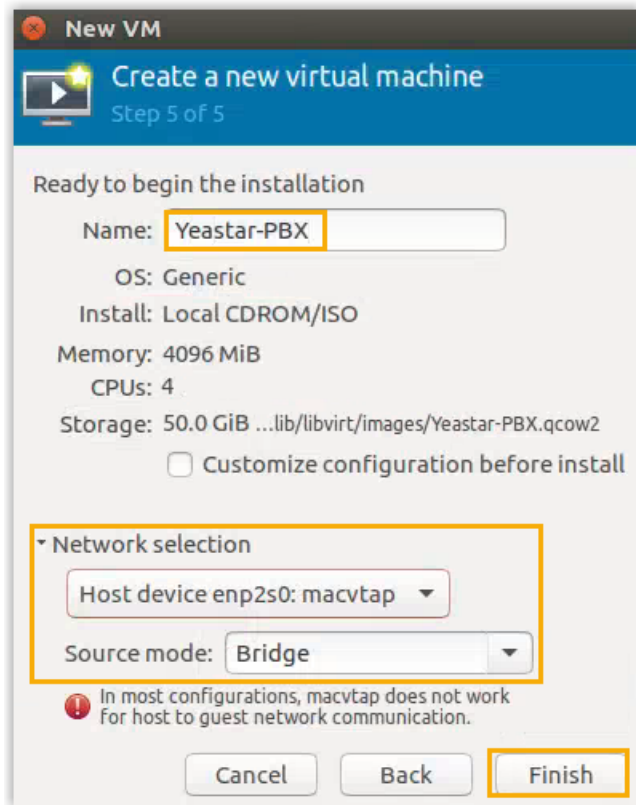 New VM
Create a new virtual machine
Step 5 of 5
Ready to begin the installation
Name: Yeastar-PBX
OS: Generic
Install: Local CDROM/ISO
Memory: 4096 MiB
CPUs: 4
Storage: 50.0 GiB ...lib/libvirt/images/Yeastar-PBX.qcow2
Customize configuration before install
Network selection
Host device enp2s0: macvtap
Source mode: Bridge
In most configurations, macvtap does not work
for host to guest network communication.
Cancel Back Finish